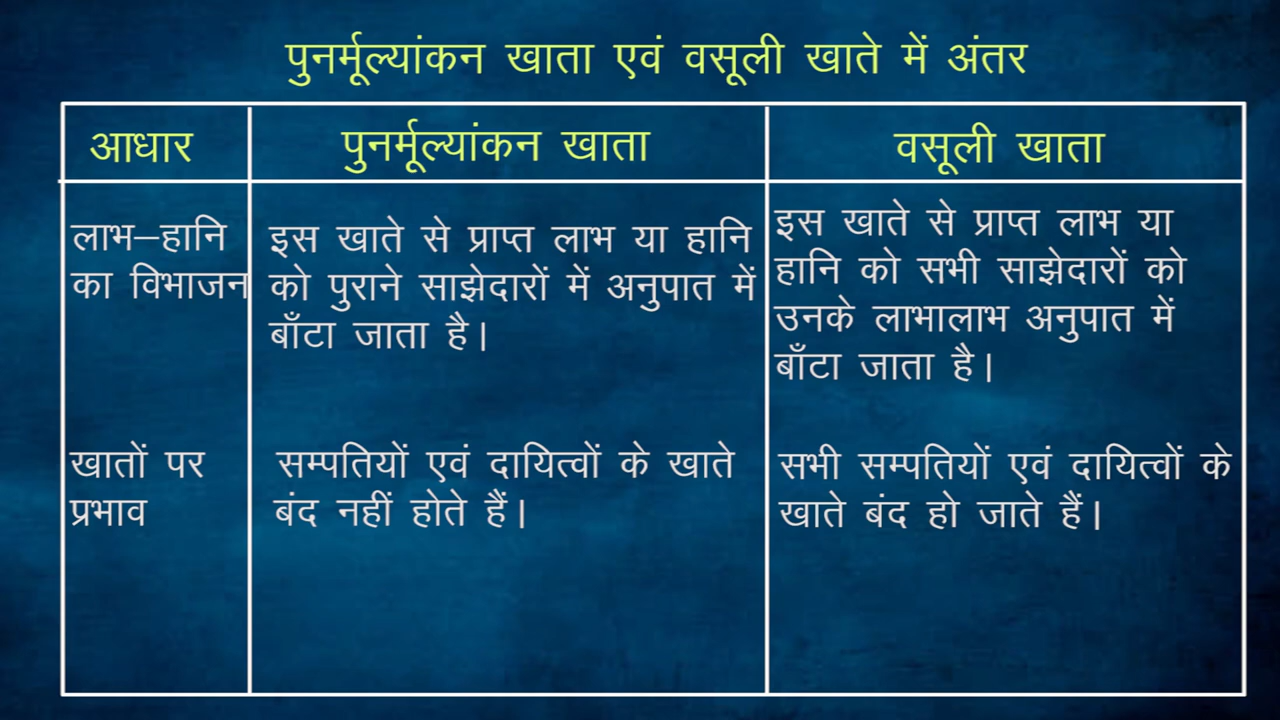 पुनर्मूल्यांकन खाता एवं वसूली खाते में अंतर
आधार
पुनर्मूल्यांकन खाता
वसूली खाता
लाभ–हानि
का विभाजन
इस खाते से प्राप्त लाभ या हानि
को पुराने साझेदारों में अनुपात में
बाँटा जाता है।
इस खाते से प्राप्त लाभ या
हानि को सभी साझेदारों को
उनके लाभालाभ अनुपात में
बाँटा जाता है।
खातों पर
प्रभाव
सम्पतियों एवं दायित्वों के खाते
बंद नहीं होते हैं।
सभी सम्पतियों एवं दायित्वों के
खाते बंद हो जाते हैं।